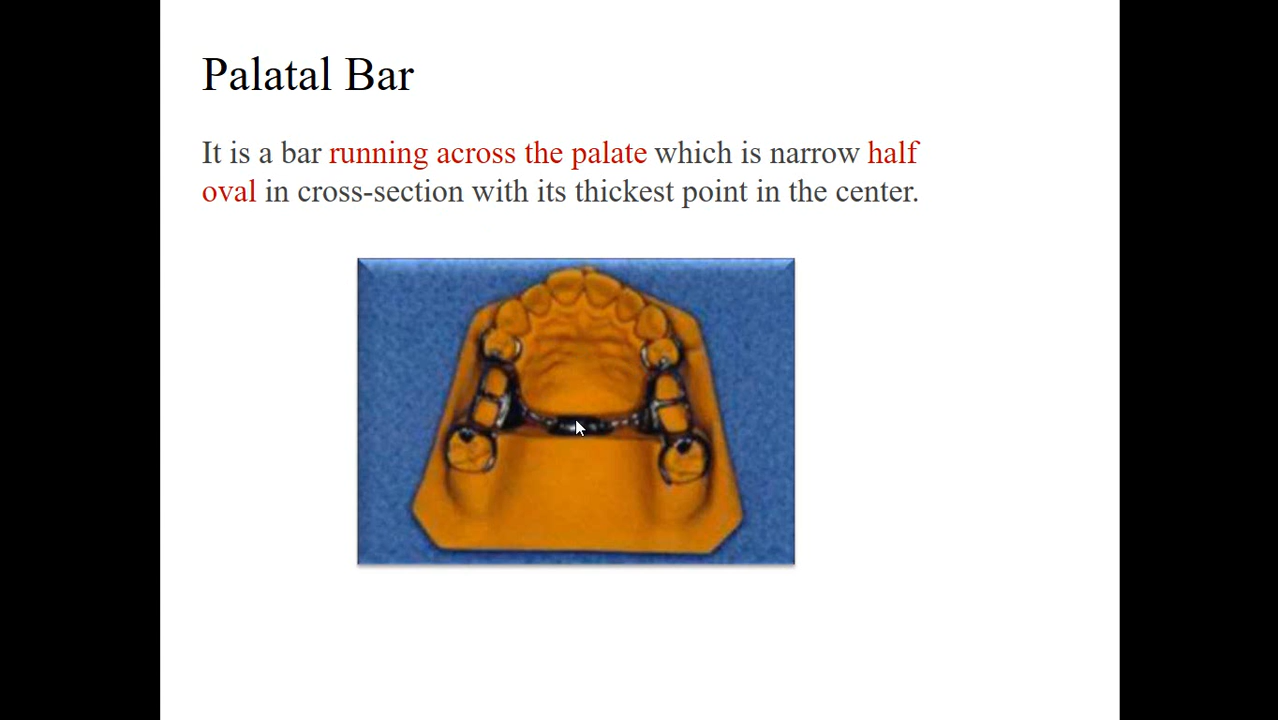 Palatal Bar
It is a bar running across the palate which is narrow half
oval in cross-section with its thickest point in the center.